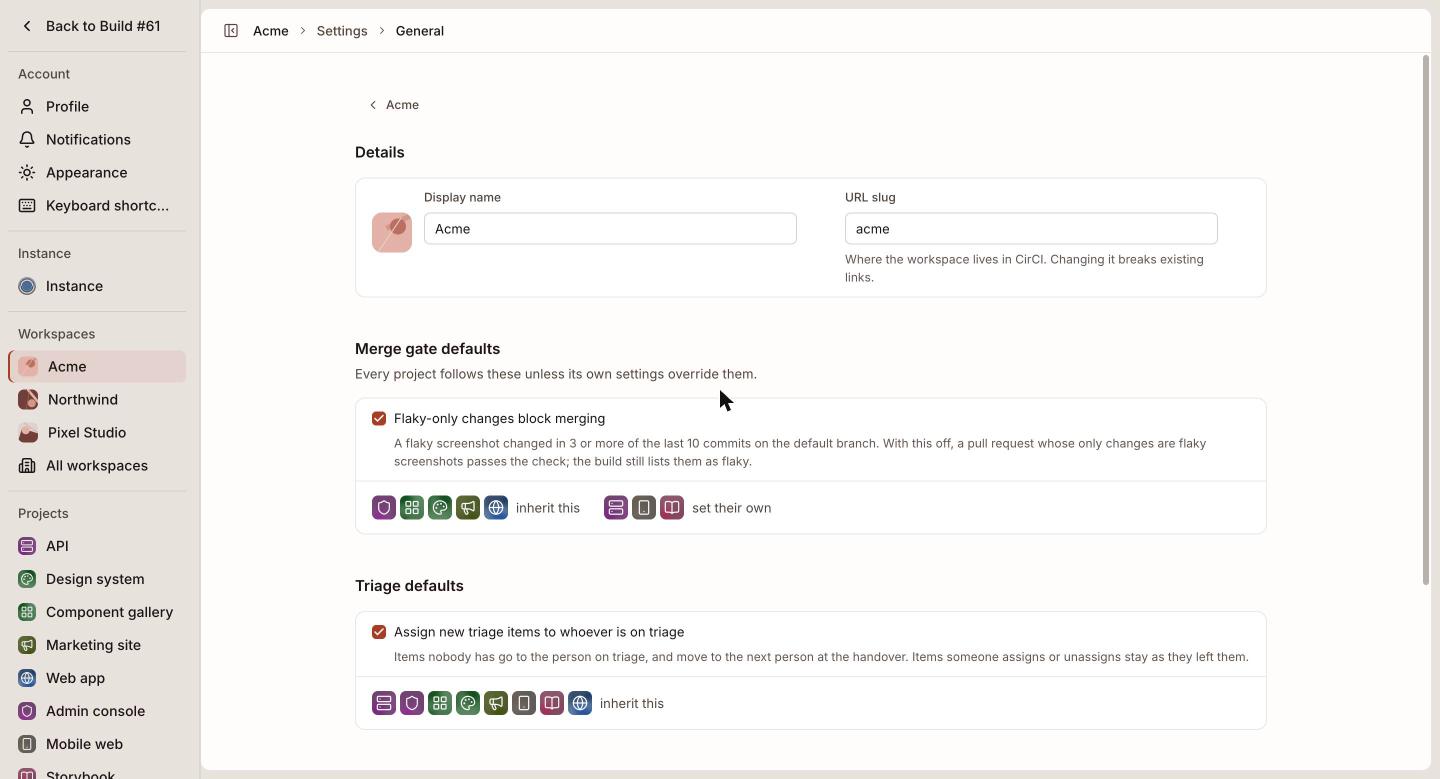 Back to Build #61
Account
Profile
Notifications
Appearance
Keyboard shortc...
Instance
Instance
Workspaces
Acme
Northwind
Pixel Studio
All workspaces
Projects
API
Design system
Component gallery
Marketing site
Web app
Admin console
Mobile web
Storybook
Acme > Settings > General
Acme
Details
Display name
Acme
URL slug
acme
Where the workspace lives in CirCI. Changing it breaks existing
links.
Merge gate defaults
Every project follows these unless its own settings override them.
Flaky-only changes block merging
A flaky screenshot changed in 3 or more of the last 10 commits on the default branch. With this off, a pull request whose only changes are flaky
screenshots passes the check; the build still lists them as flaky.
inherit this
set their own
Triage defaults
Assign new triage items to whoever is on triage
Items nobody has go to the person on triage, and move to the next person at the handover. Items someone assigns or unassigns stay as they left them.
inherit this